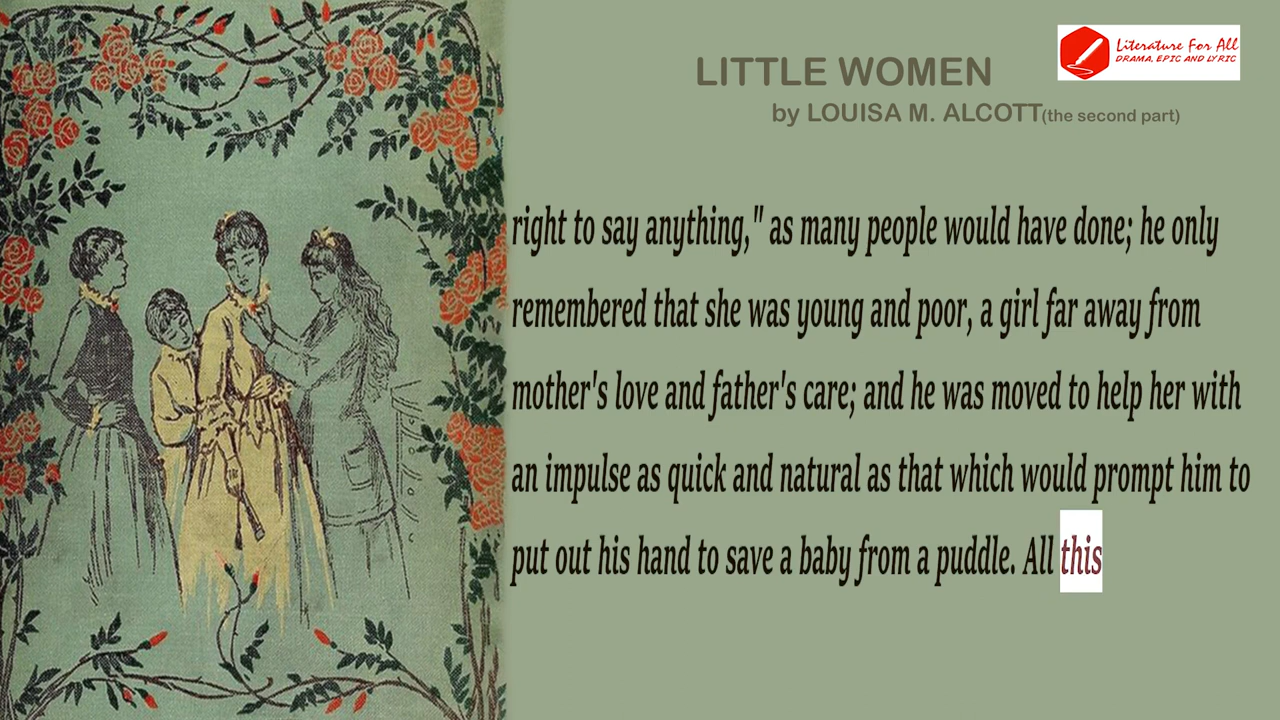 LITTLE WOMEN
by LOUISA M. ALCOTT(the second part)
Literature For All
DRAMA, EPIC AND LYRIC
right to say anything," as many people would have done; he only
remembered that she was young and poor, a girl far away from
mother's love and father's care; and he was moved to help her with
an impulse as quick and natural as that which would prompt him to
put out his hand to save a baby from a puddle. All this